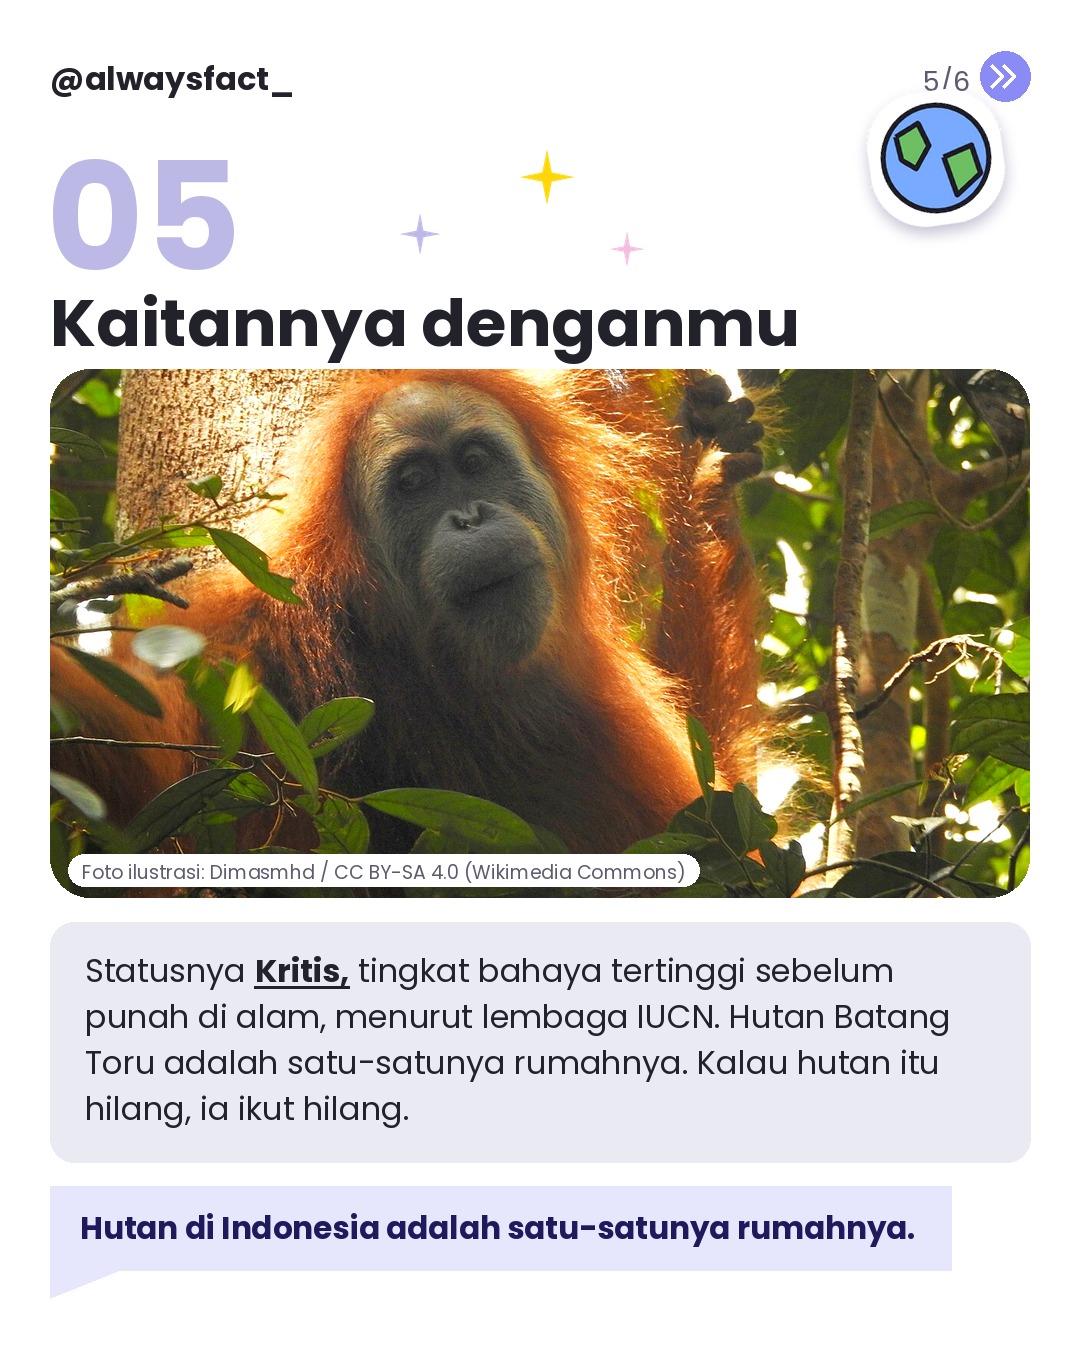 @alwaysfact_
5/6
05
Kaitannya denganmu
Foto ilustrasi: Dimasmhd / CC BY-SA 4.0 (Wikimedia Commons)
Statusnya Kritis, tingkat bahaya tertinggi sebelum
punah di alam, menurut lembaga IUCN. Hutan Batang
Toru adalah satu-satunya rumahnya. Kalau hutan itu
hilang, ia ikut hilang.
Hutan di Indonesia adalah satu-satunya rumahnya.